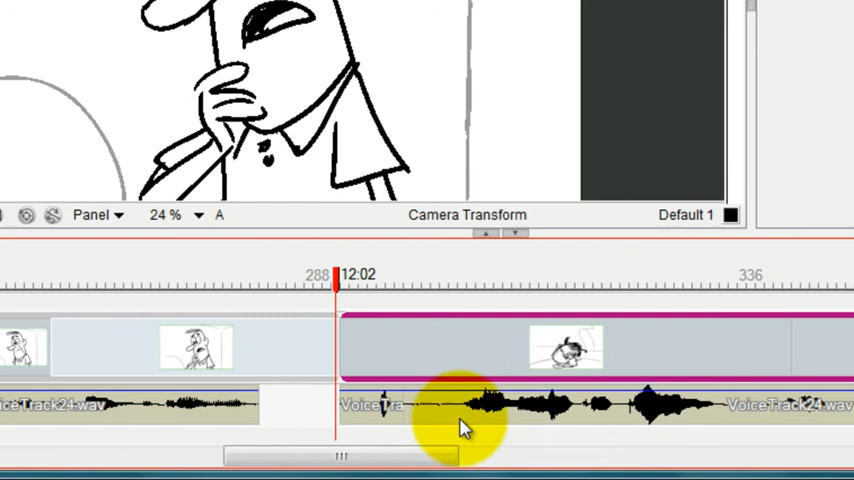 Panel 24 % A Camera Transform Default 1
288 12:02 336
iceTrack24.wav VoiceTra VoiceTrack24.wav